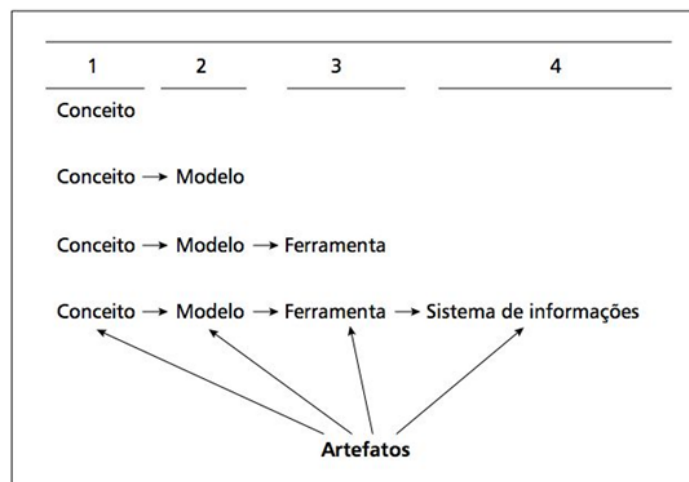 1 2 3 4
Conceito
Conceito → Modelo
Conceito → Modelo → Ferramenta
Conceito → Modelo → Ferramenta → Sistema de informações
Artefatos